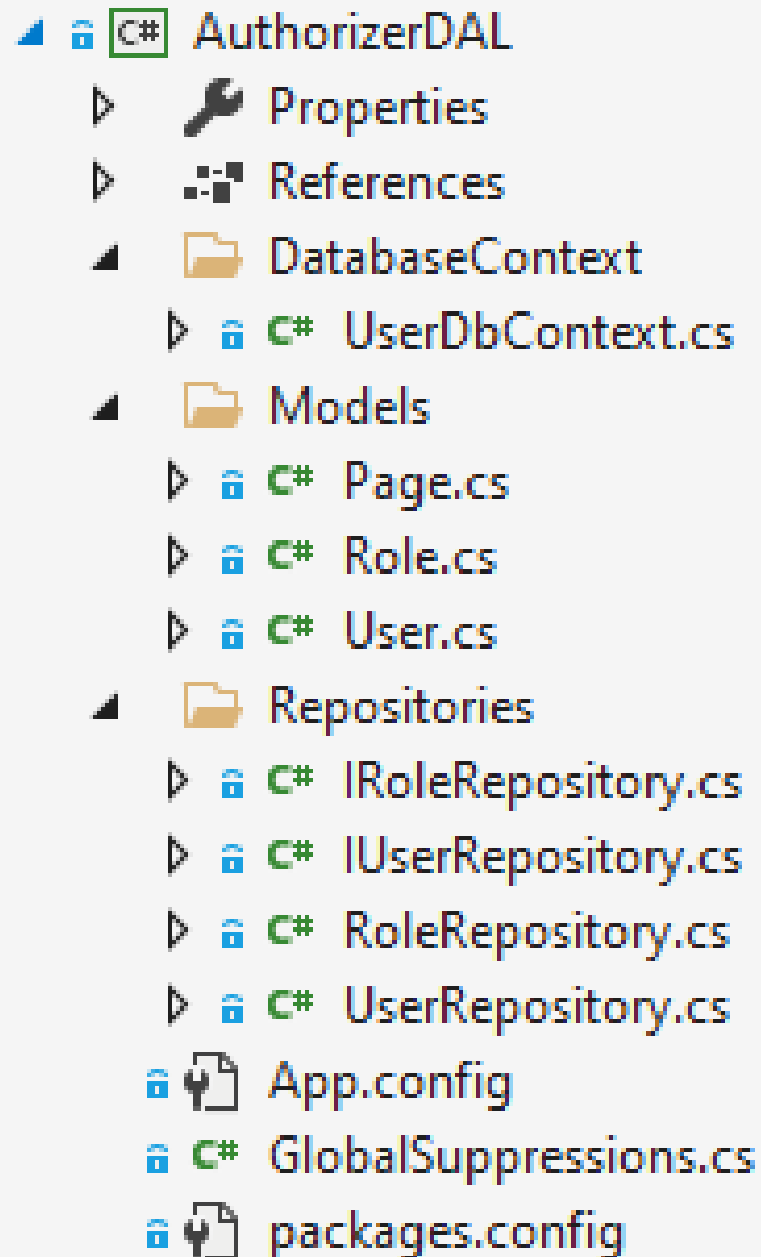 C# AuthorizerDAL
Properties
References
DatabaseContext
C# UserDbContext.cs
Models
C# Page.cs
C# Role.cs
C# User.cs
Repositories
C# IRoleRepository.cs
C# IUserRepository.cs
C# RoleRepository.cs
C# UserRepository.cs
App.config
C# GlobalSuppressions.cs
packages.config